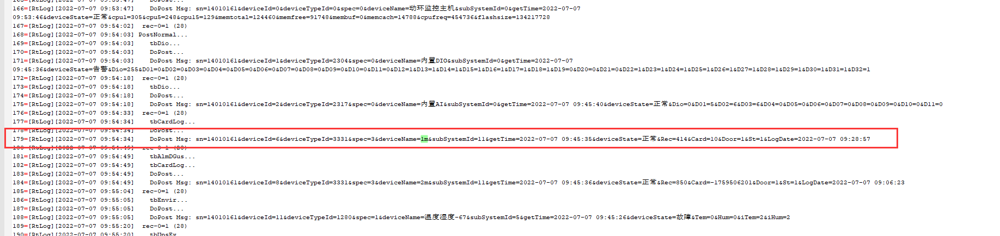 DoPost...
166=[RtLog][2022-07-07 09:53:47] DoPost Msg: sn=14010161&deviceId=0&deviceTypeId=0&spec=0&deviceName=动环监控主机&subSystemId=0&getTime=2022-07-07
09:53:46&deviceState=正常&cpu1=305&cpu5=248&cpu15=129&memtotal=124460&memfree=91748&membuf=0&memcach=14788&cpufreq=454736&flashsize=134217728
167=[RtLog][2022-07-07 09:54:02] rec-0=1 (28)
168=[RtLog][2022-07-07 09:54:03] PostNormal...
169=[RtLog][2022-07-07 09:54:03] tbDio...
170=[RtLog][2022-07-07 09:54:03] DoPost...
171=[RtLog][2022-07-07 09:54:03] DoPost Msg: sn=14010161&deviceId=1&deviceTypeId=2304&spec=0&deviceName=内置DIO&subSystemId=0&getTime=2022-07-07
09:45:36&deviceState=告警&Dio=255&D01=0&D02=0&D03=0&D04=0&D05=0&D06=0&D07=0&D08=0&D09=0&D10=0&D11=0&D12=1&D13=1&D14=1&D15=1&D16=1&D17=1&D18=1&D19=0&D20=0&D21=0&D22=1&D23=1&D24=1&D25=1&D26=1&D27=1&D28=1&D29=1&D30=1&D31=1&D32=1
172=[RtLog][2022-07-07 09:54:18] rec-0=1 (28)
173=[RtLog][2022-07-07 09:54:18] tbDio...
174=[RtLog][2022-07-07 09:54:18] DoPost...
175=[RtLog][2022-07-07 09:54:18] DoPost Msg: sn=14010161&deviceId=2&deviceTypeId=2317&spec=0&deviceName=内置AI&subSystemId=0&getTime=2022-07-07 09:45:40&deviceState=正常&Dio=0&D01=5&D02=6&D03=6&D04=0&D05=0&D06=0&D07=0&D08=0&D09=0&D10=0&D11=0
176=[RtLog][2022-07-07 09:54:33] rec-0=1 (28)
177=[RtLog][2022-07-07 09:54:34] tbCardLog...
178=[RtLog][2022-07-07 09:54:34] DoPost...
179=[RtLog][2022-07-07 09:54:34] DoPost Msg: sn=14010161&deviceId=6&deviceTypeId=3331&spec=3&deviceName=1m&subSystemId=11&getTime=2022-07-07 09:45:35&deviceState=正常&Rec=414&Card=10&Door=1&St=1&LogDate=2022-07-07 09:28:57
180=[RtLog][2022-07-07 09:54:49] rec-0=1 (28)
181=[RtLog][2022-07-07 09:54:49] tbAlmDGus...
182=[RtLog][2022-07-07 09:54:49] tbCardLog...
183=[RtLog][2022-07-07 09:54:49] DoPost...
184=[RtLog][2022-07-07 09:54:49] DoPost Msg: sn=14010161&deviceId=8&deviceTypeId=3331&spec=3&deviceName=2m&subSystemId=11&getTime=2022-07-07 09:45:36&deviceState=正常&Rec=850&Card=-1759506201&Door=1&St=1&LogDate=2022-07-07 09:06:23
185=[RtLog][2022-07-07 09:55:04] rec-0=1 (28)
186=[RtLog][2022-07-07 09:55:05] tbEnvir...
187=[RtLog][2022-07-07 09:55:05] DoPost...
188=[RtLog][2022-07-07 09:55:05] DoPost Msg: sn=14010161&deviceId=11&deviceTypeId=1280&spec=1&deviceName=温度湿度-67&subSystemId=5&getTime=2022-07-07 09:45:26&deviceState=故障&Tem=0&Hum=0&iTem=2&iHum=2
189=[RtLog][2022-07-07 09:55:20] rec-0=1 (28)
190=[RtLog][2022-07-07 09:55:20] tbUpsEx